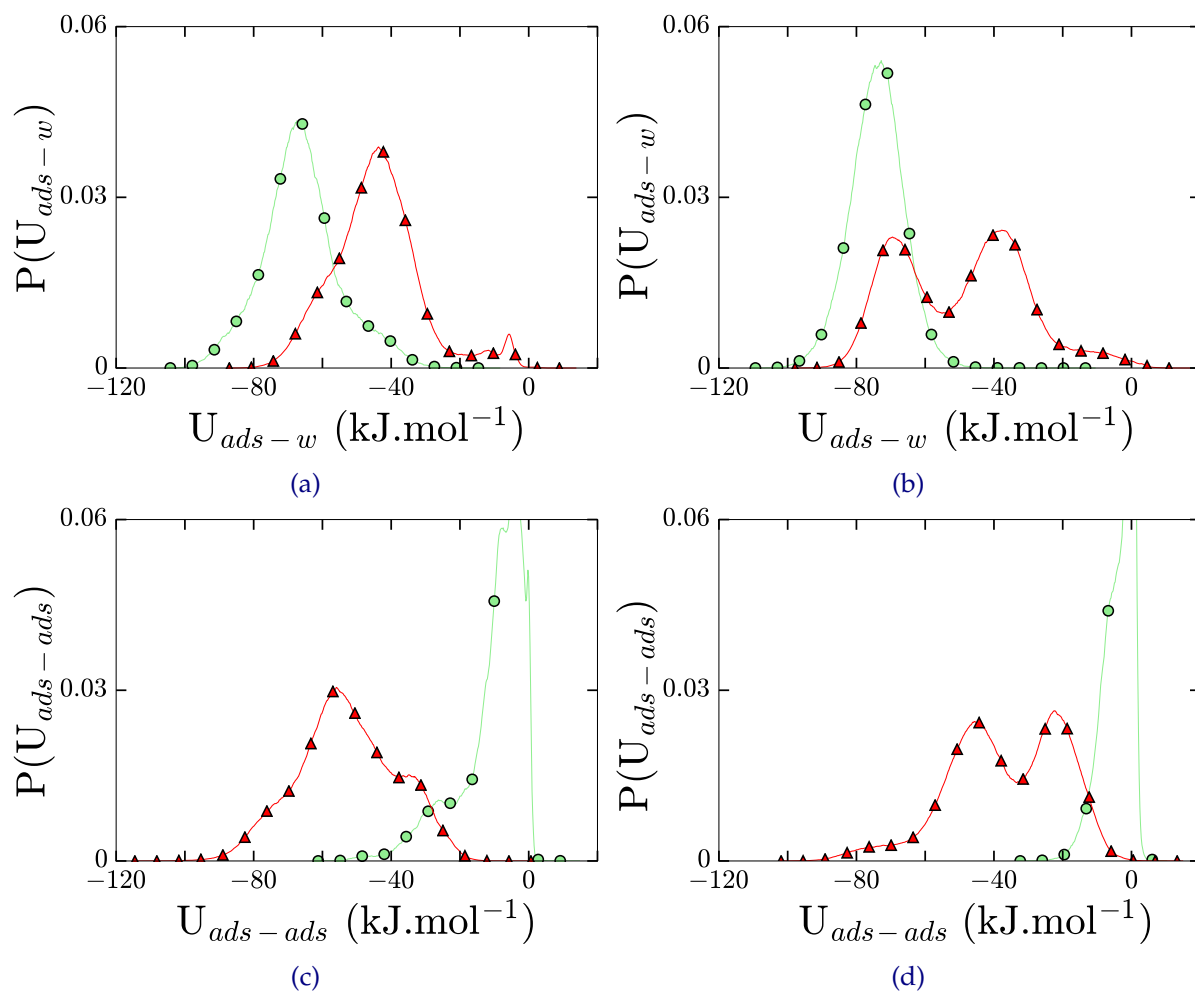 0.06
0.03
0
P(U_{ads-w})
−120 −80 −40 0
U_{ads-w} (kJ.mol^{−1})
(a)
0.06
0.03
0
P(U_{ads-w})
−120 −80 −40 0
U_{ads-w} (kJ.mol^{−1})
(b)
0.06
0.03
0
P(U_{ads-ads})
−120 −80 −40 0
U_{ads-ads} (kJ.mol^{−1})
(c)
0.06
0.03
0
P(U_{ads-ads})
−120 −80 −40 0
U_{ads-ads} (kJ.mol^{−1})
(d)